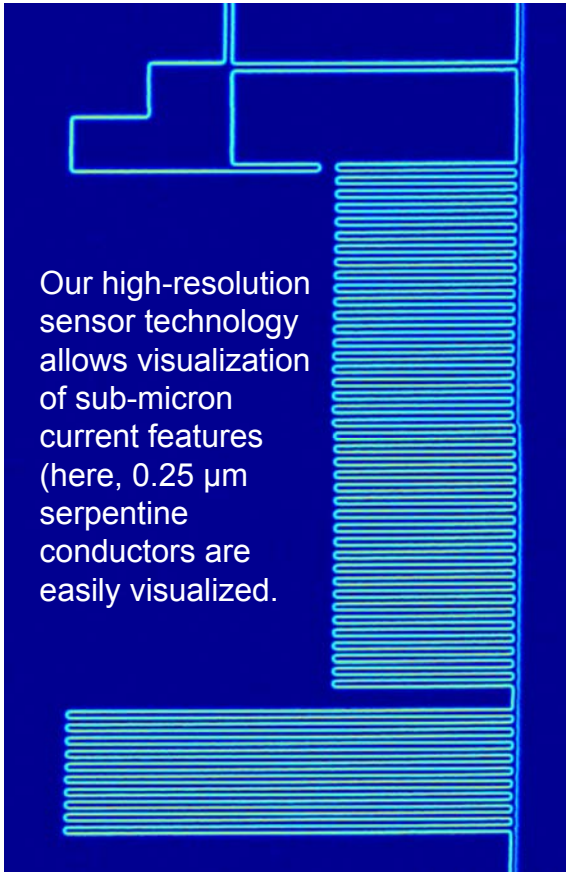 Our high-resolution
sensor technology
allows visualization
of sub-micron
current features
(here, 0.25 µm
serpentine
conductors are
easily visualized.